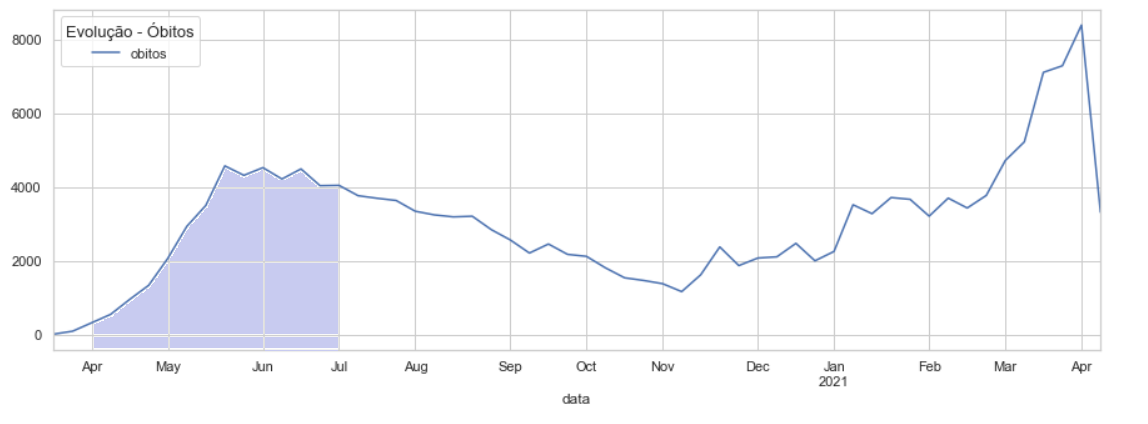 Evolução - Óbitos
obitos
8000
6000
4000
2000
0
Apr May Jun Jul Aug Sep Oct Nov Dec Jan Feb Mar Apr
2021
data